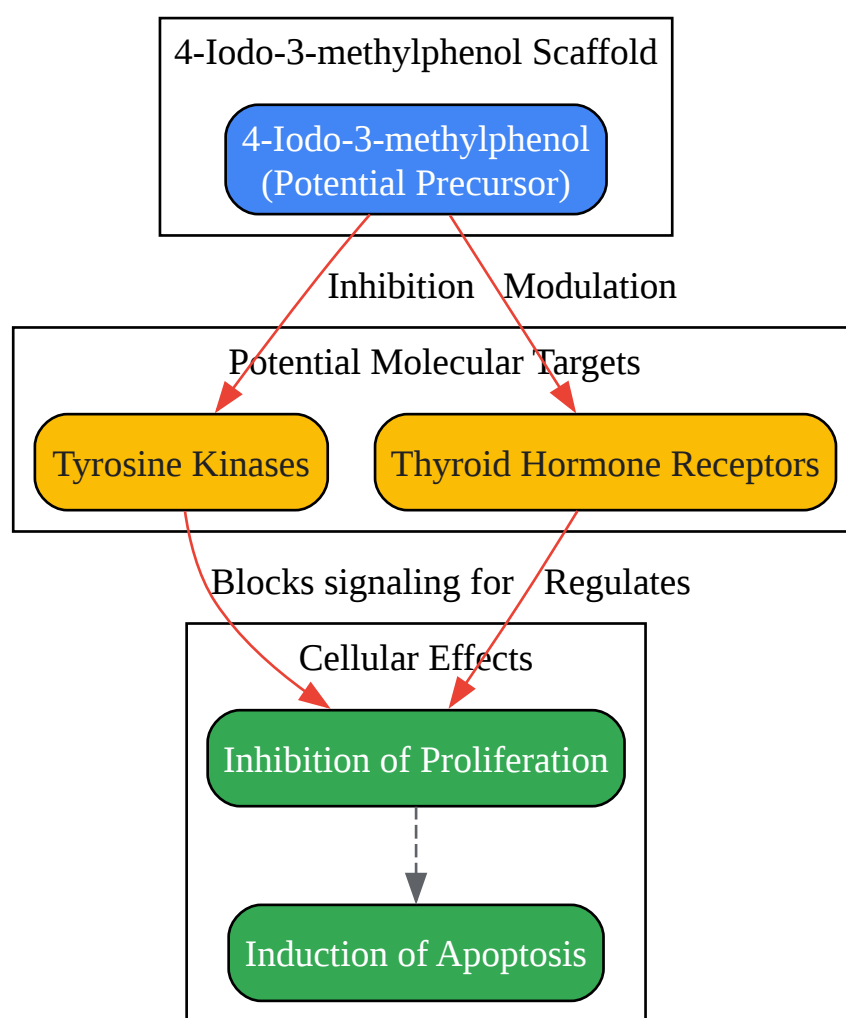 4-Iodo-3-methylphenol Scaffold
4-Iodo-3-methylphenol
(Potential Precursor)
Inhibition
Modulation
Potential Molecular Targets
Tyrosine Kinases
Thyroid Hormone Receptors
Blocks signaling for
Regulates
Cellular Effects
Inhibition of Proliferation
Induction of Apoptosis